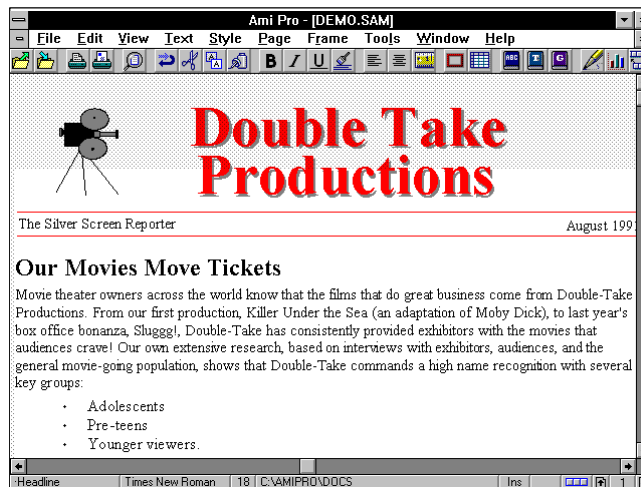 Ami Pro - [DEMO.SAM]
File Edit View Text Style Page Frame Tools Window Help
B I U ABC T G
Double Take
Productions
The Silver Screen Reporter August 1991
Our Movies Move Tickets
Movie theater owners across the world know that the films that do great business come from Double-Take
Productions. From our first production, Killer Under the Sea (an adaptation of Moby Dick), to last year's
box office bonanza, Sluggg!, Double-Take has consistently provided exhibitors with the movies that
audiences crave! Our own extensive research, based on interviews with exhibitors, audiences, and the
general movie-going population, shows that Double-Take commands a high name recognition with several
key groups:
· Adolescents
· Pre-teens
· Younger viewers.
Headline Times New Roman 18 C:\AMIPRO\DOCS Ins 1